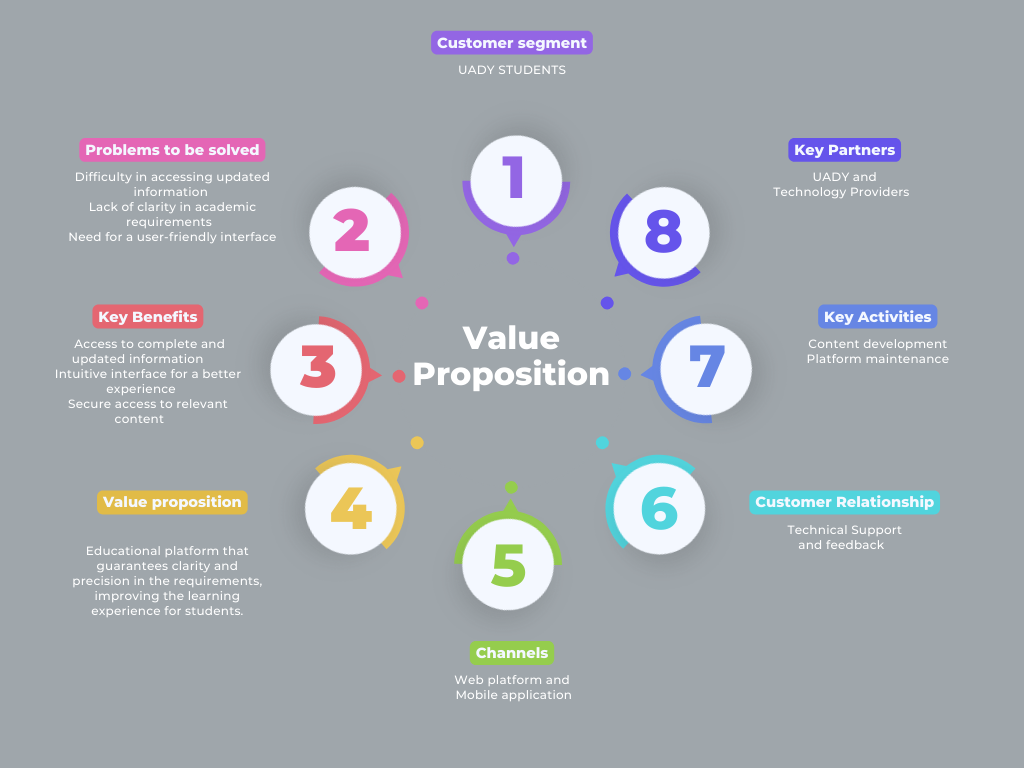 Customer segment
UADY STUDENTS
1
Problems to be solved
Difficulty in accessing updated
information
Lack of clarity in academic
requirements
Need for a user-friendly interface
2
Key Benefits
Access to complete and
updated information
Intuitive interface for a better
experience
Secure access to relevant
content
3
Value proposition
Educational platform that
guarantees clarity and
precision in the requirements,
improving the learning
experience for students.
4
Value
Proposition
5
Channels
Web platform and
Mobile application
6
Customer Relationship
Technical Support
and feedback
7
Key Activities
Content development
Platform maintenance
8
Key Partners
UADY and
Technology Providers